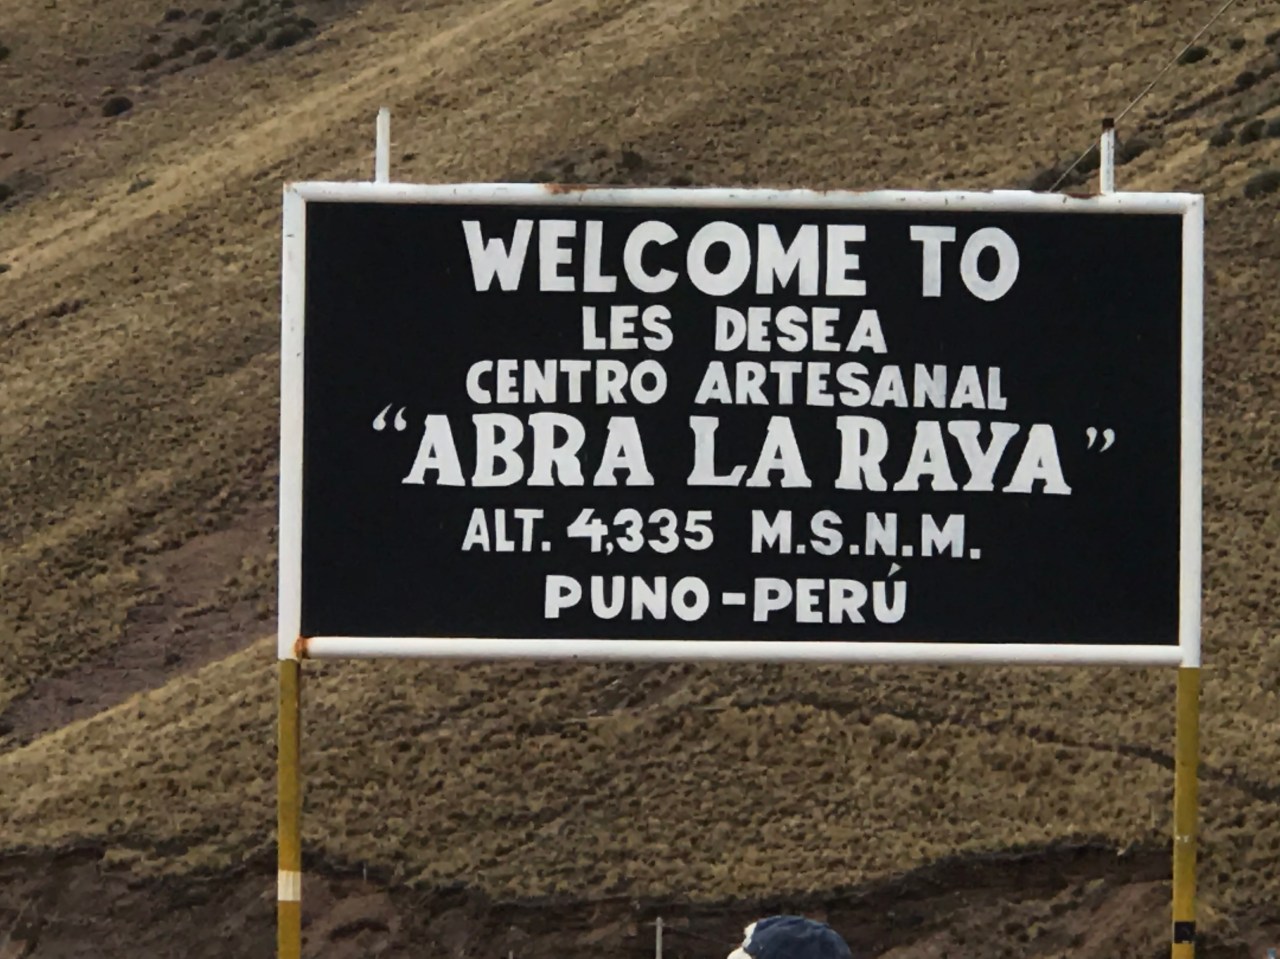 WELCOME TO
LES DESEA
CENTRO ARTESANAL
“ABRA LA RAYA”
ALT. 4,335 M.S.N.M.
PUNO-PERÚ